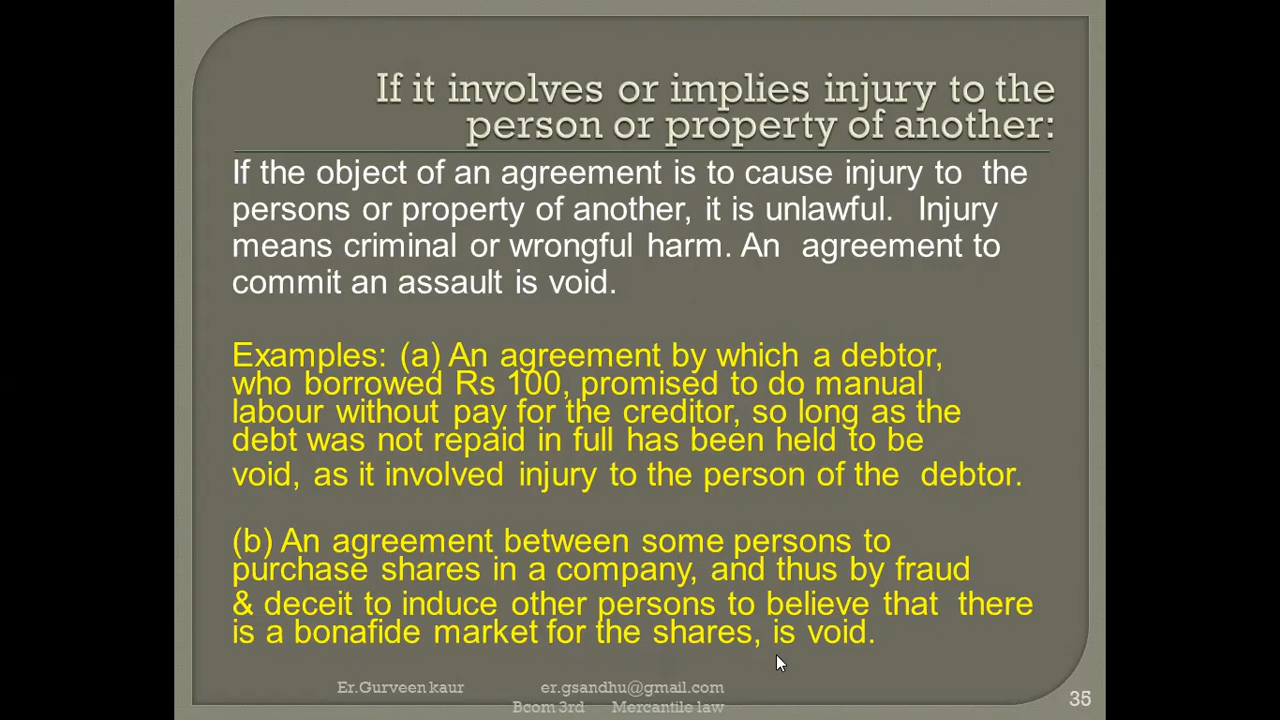 If it involves or implies injury to the
person or property of another:
If the object of an agreement is to cause injury to the
persons or property of another, it is unlawful. Injury
means criminal or wrongful harm. An agreement to
commit an assault is void.
Examples: (a) An agreement by which a debtor,
who borrowed Rs 100, promised to do manual
labour without pay for the creditor, so long as the
debt was not repaid in full has been held to be
void, as it involved injury to the person of the debtor.
(b) An agreement between some persons to
purchase shares in a company, and thus by fraud
& deceit to induce other persons to believe that there
is a bonafide market for the shares, is void.
Er.Gurveen kaur er.gsandhu@gmail.com
Bcom 3rd Mercantile law
35